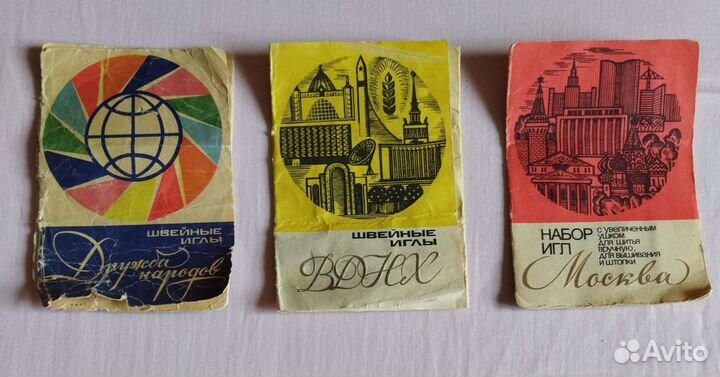 ШВЕЙНЫЕ
ИГЛЫ
Дружба
народов
ШВЕЙНЫЕ
ИГЛЫ
ВДНХ
НАБОР
ИГЛ
с увеличенным
ушком
для шитья
вручную,
для вышивания
и штопки
Москва
Avito